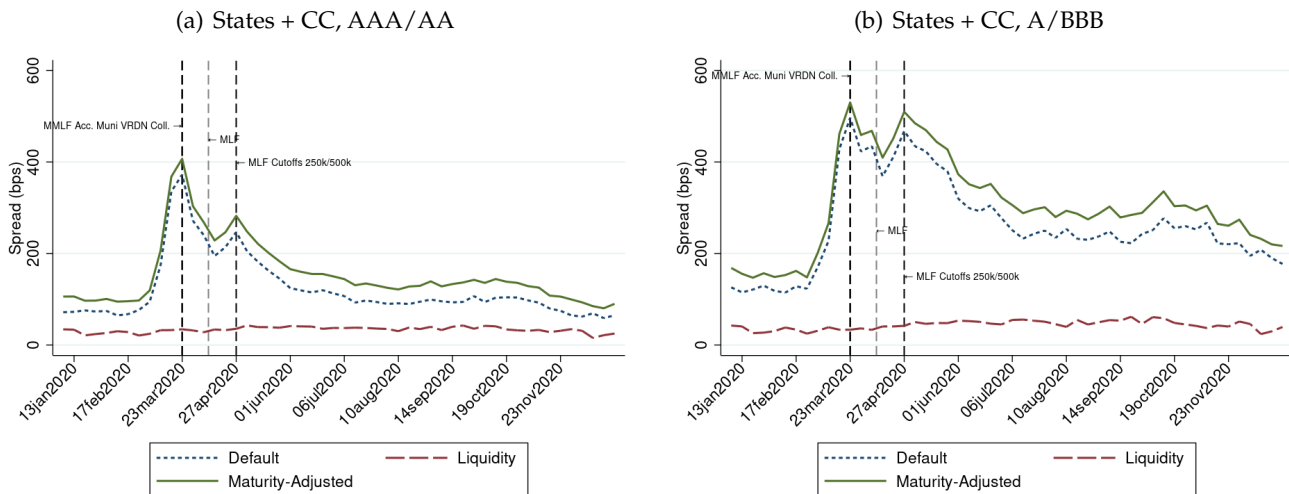 (a) States + CC, AAA/AA
600
400
200
0
Spread (bps)
MMLF Acc. Muni VRDN Coll.
MLF
MLF Cutoffs 250k/500k
13jan2020
17feb2020
23mar2020
27apr2020
01jun2020
06jul2020
10aug2020
14sep2020
19oct2020
23nov2020
Default
Liquidity
Maturity-Adjusted
(b) States + CC, A/BBB
600
400
200
0
Spread (bps)
MMLF Acc. Muni VRDN Coll.
MLF
MLF Cutoffs 250k/500k
13jan2020
17feb2020
23mar2020
27apr2020
01jun2020
06jul2020
10aug2020
14sep2020
19oct2020
23nov2020
Default
Liquidity
Maturity-Adjusted